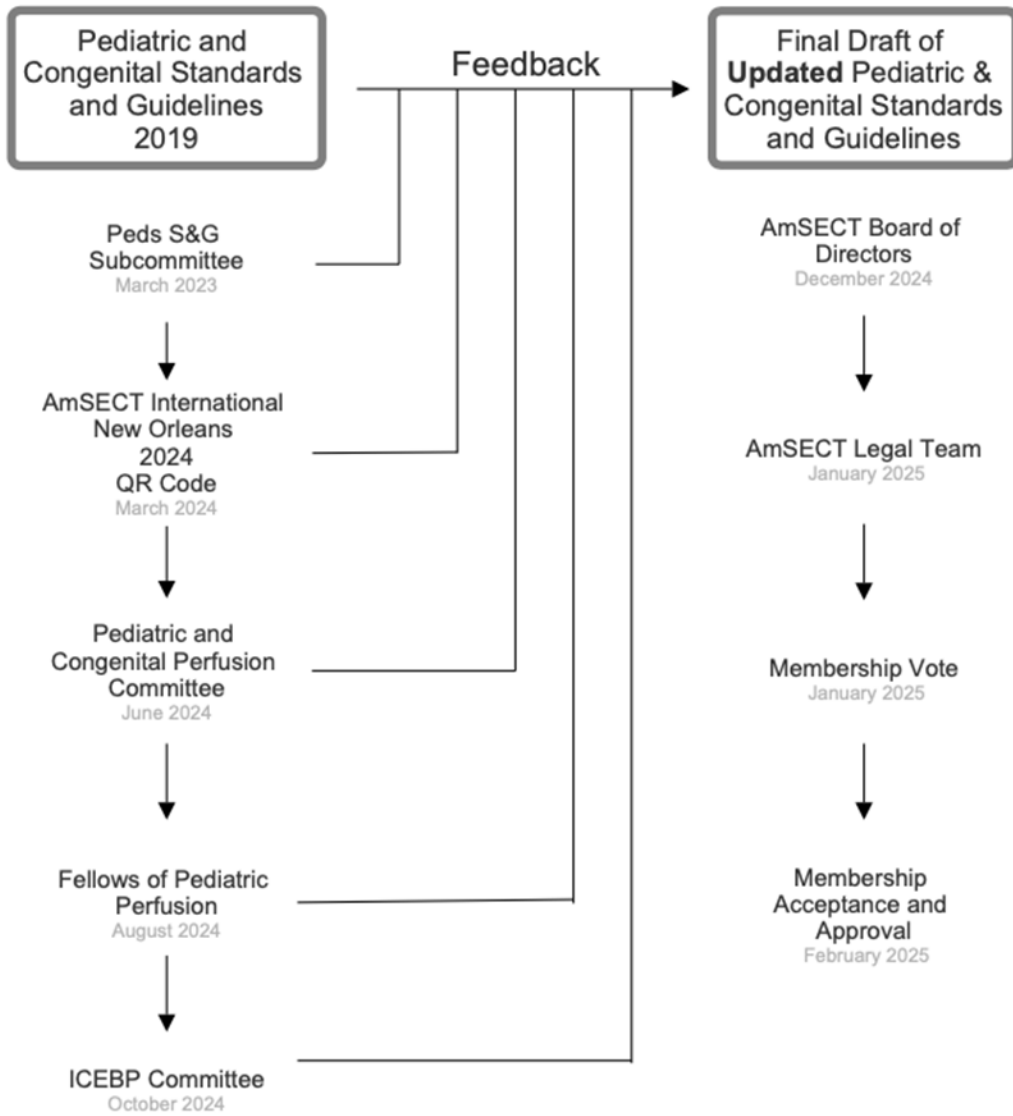 Pediatric and
Congenital Standards
and Guidelines
2019
Feedback
Final Draft of
Updated Pediatric &
Congenital Standards
and Guidelines
Peds S&G
Subcommittee
March 2023
AmSECT International
New Orleans
2024
QR Code
March 2024
Pediatric and
Congenital Perfusion
Committee
June 2024
Fellows of Pediatric
Perfusion
August 2024
ICEBP Committee
October 2024
AmSECT Board of
Directors
December 2024
AmSECT Legal Team
January 2025
Membership Vote
January 2025
Membership
Acceptance and
Approval
February 2025